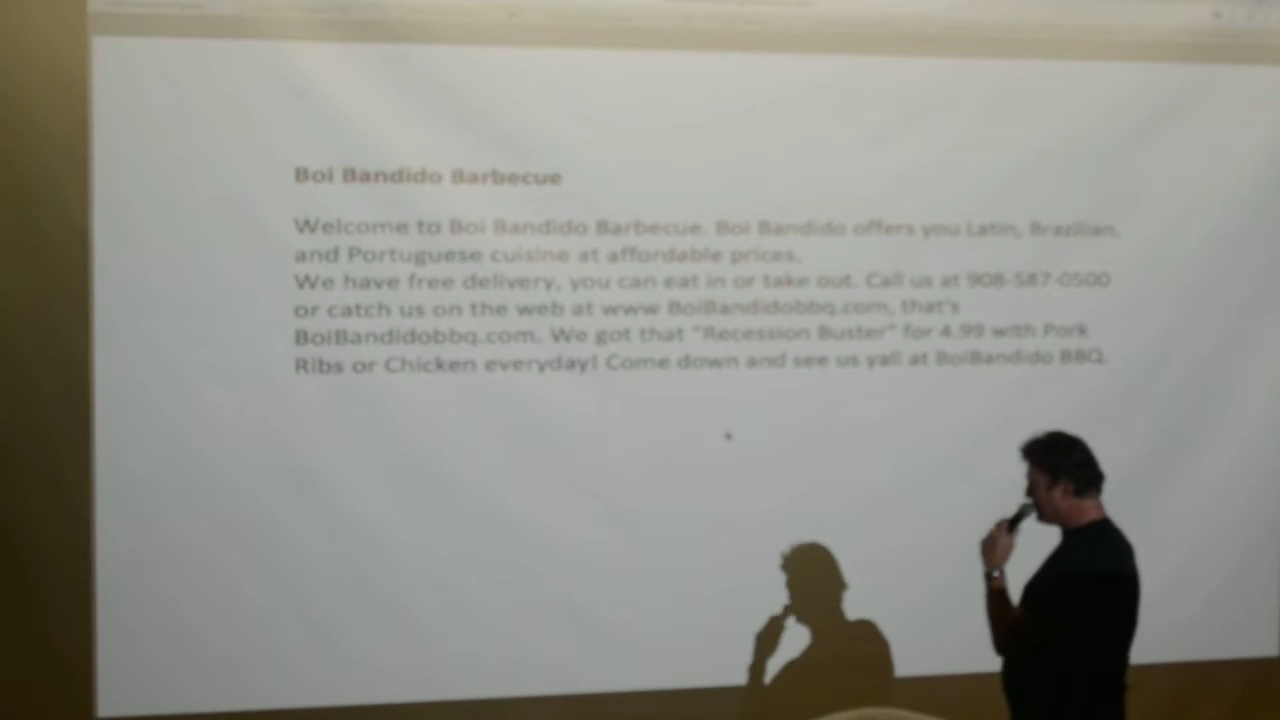 Boi Bandido Barbecue
Welcome to Boi Bandido Barbecue. Boi Bandido offers you Latin, Brazilian,
and Portuguese cuisine at affordable prices.
We have free delivery, you can eat in or take out. Call us at 908-587-0500
or catch us on the web at www BoiBandidobbq.com, that's
BoiBandidobbq.com. We got that "Recession Buster" for 4.99 with Pork
Ribs or Chicken everyday! Come down and see us yall at BoiBandido BBQ.